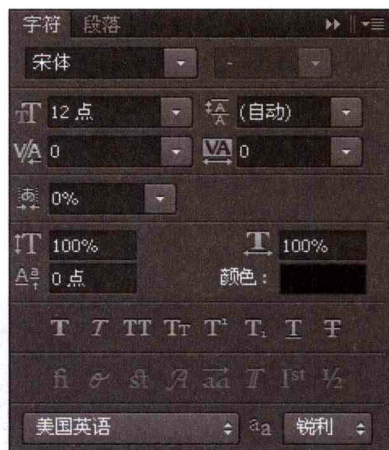 字符 段落
宋体 -
12 点 (自动)
0 0
0%
100% 100%
0 点 颜色：
T T TT Tт T¹ T₁ T T
fi st A aa T 1st ½
美国英语 aa 锐利